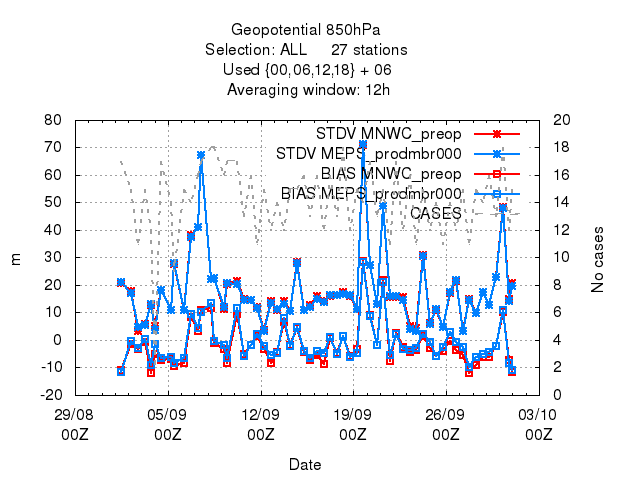 Geopotential 850hPa
Selection: ALL 27 stations
Used {00,06,12,18} + 06
Averaging window: 12h
80 20
70 18
60 16
50 14
40 12
30 10
20 8
10 6
0 4
-10 2
-20 0
STDV MNWC_preop
STDV MEPS_prodmbr000
BIAS MNWC_preop
BIAS MEPS_prodmbr000
CASES
m
No cases
29/08 05/09 12/09 19/09 26/09 03/10
00Z 00Z 00Z 00Z 00Z 00Z
Date